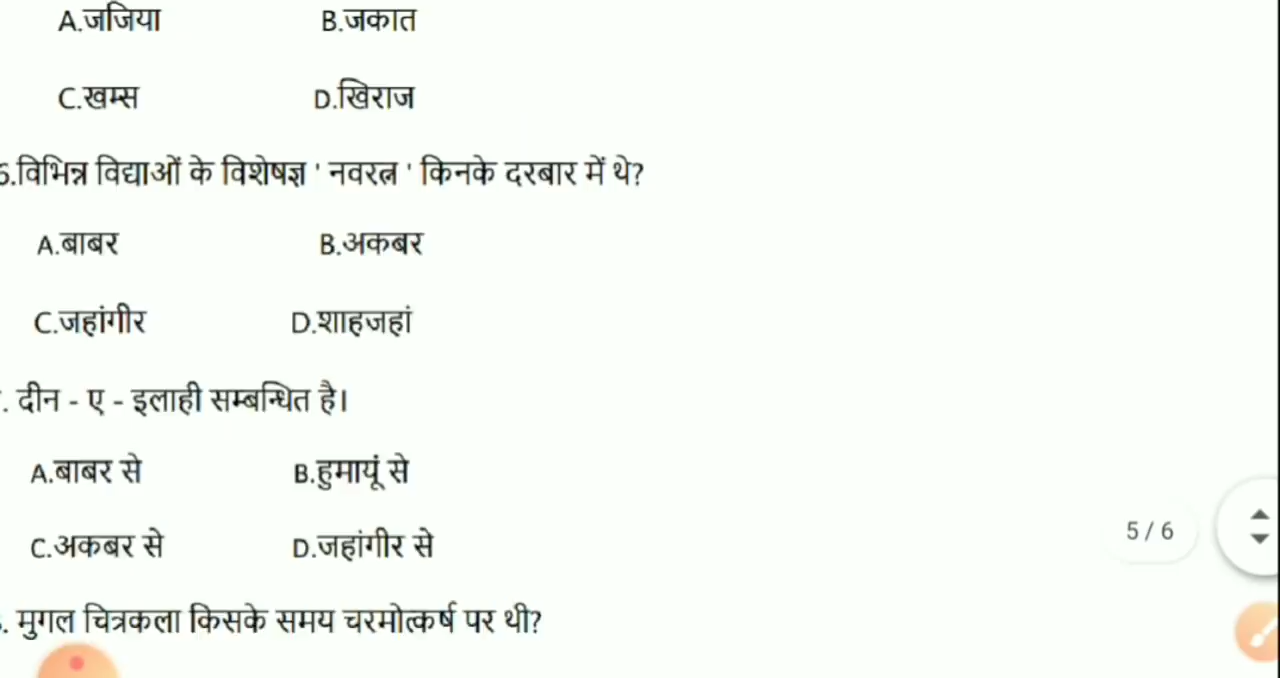 A.जजिया B.जकात
C.खम्स D.खिराज
6.विभिन्न विद्याओं के विशेषज्ञ ' नवरत्न ' किनके दरबार में थे?
A.बाबर B.अकबर
C.जहांगीर D.शाहजहां
. दीन - ए - इलाही सम्बन्धित है।
A.बाबर से B.हुमायूं से
C.अकबर से D.जहांगीर से
5 / 6
. मुगल चित्रकला किसके समय चरमोत्कर्ष पर थी?